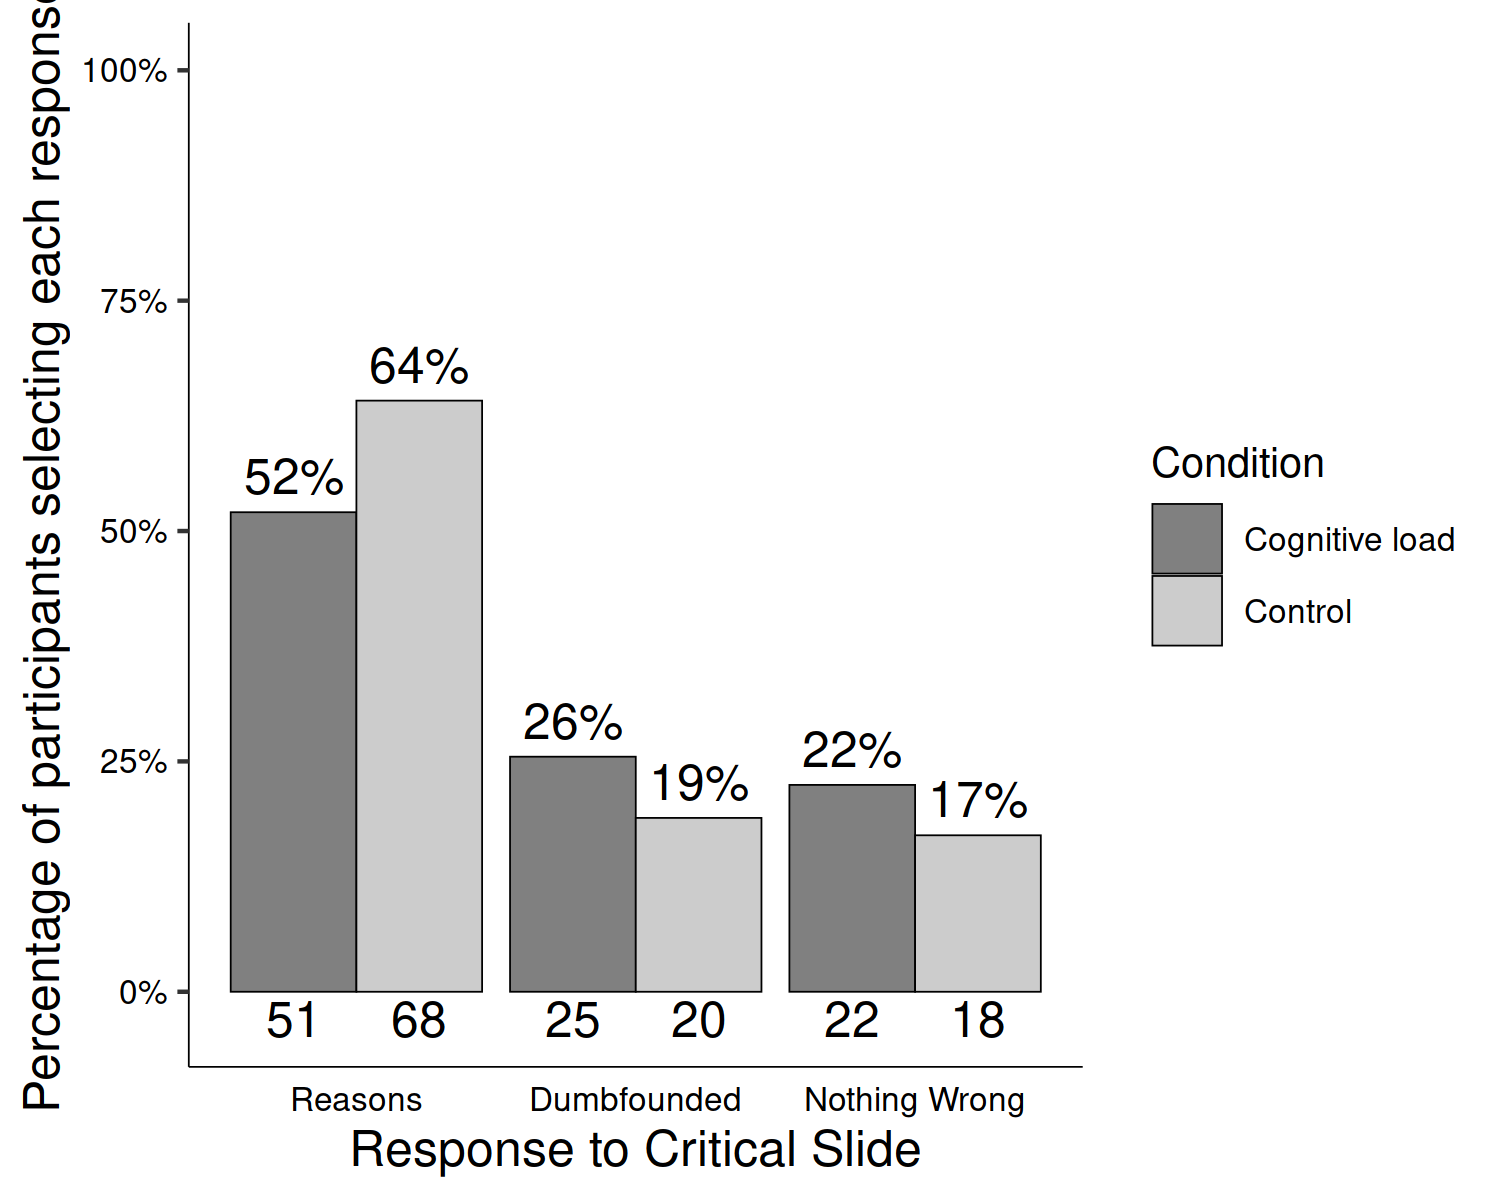 Percentage of participants selecting each response
100%
75%
50%
25%
0%
52%
64%
26%
19%
22%
17%
51
68
25
20
22
18
Reasons
Dumbfounded
Nothing Wrong
Response to Critical Slide
Condition
Cognitive load
Control